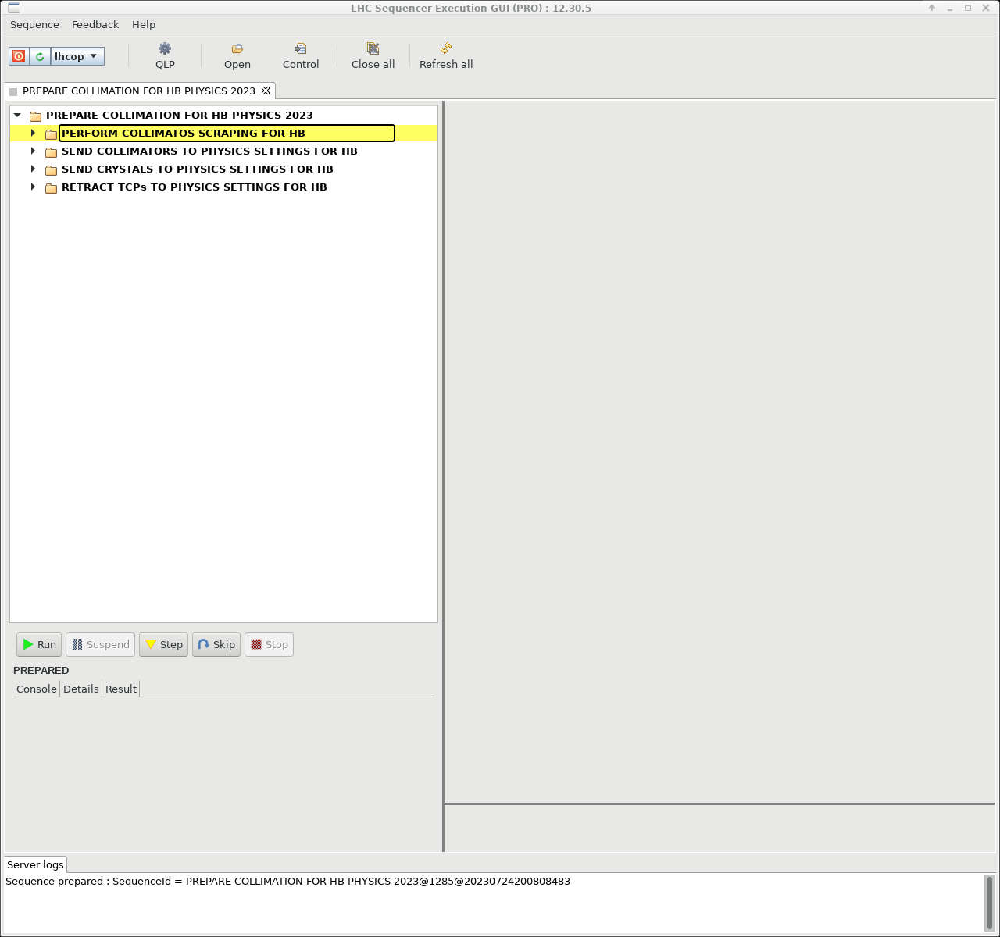 LHC Sequencer Execution GUI (PRO) : 12.30.5
Sequence Feedback Help
lhcop QLP Open Control Close all Refresh all
PREPARE COLLIMATION FOR HB PHYSICS 2023
PREPARE COLLIMATION FOR HB PHYSICS 2023
PERFORM COLLIMATOS SCRAPING FOR HB
SEND COLLIMATORS TO PHYSICS SETTINGS FOR HB
SEND CRYSTALS TO PHYSICS SETTINGS FOR HB
RETRACT TCPs TO PHYSICS SETTINGS FOR HB
Run Suspend Step Skip Stop
PREPARED
Console Details Result
Server logs
Sequence prepared : SequenceId = PREPARE COLLIMATION FOR HB PHYSICS 2023@1285@20230724200808483